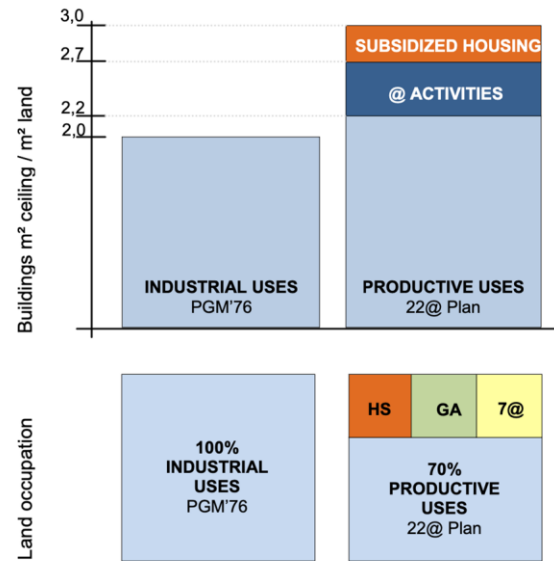 3,0
2,7
2,2
2,0
Buildings m² ceiling / m² land
SUBSIDIZED HOUSING
@ ACTIVITIES
INDUSTRIAL USES
PGM'76
PRODUCTIVE USES
22@ Plan
Land occupation
100%
INDUSTRIAL
USES
PGM'76
HS GA 7@
70%
PRODUCTIVE
USES
22@ Plan